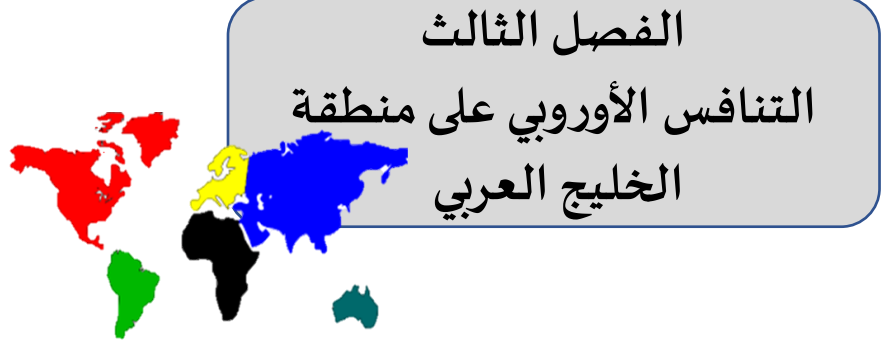 الفصل الثالث
التنافس الأوروبي على منطقة
الخليج العربي